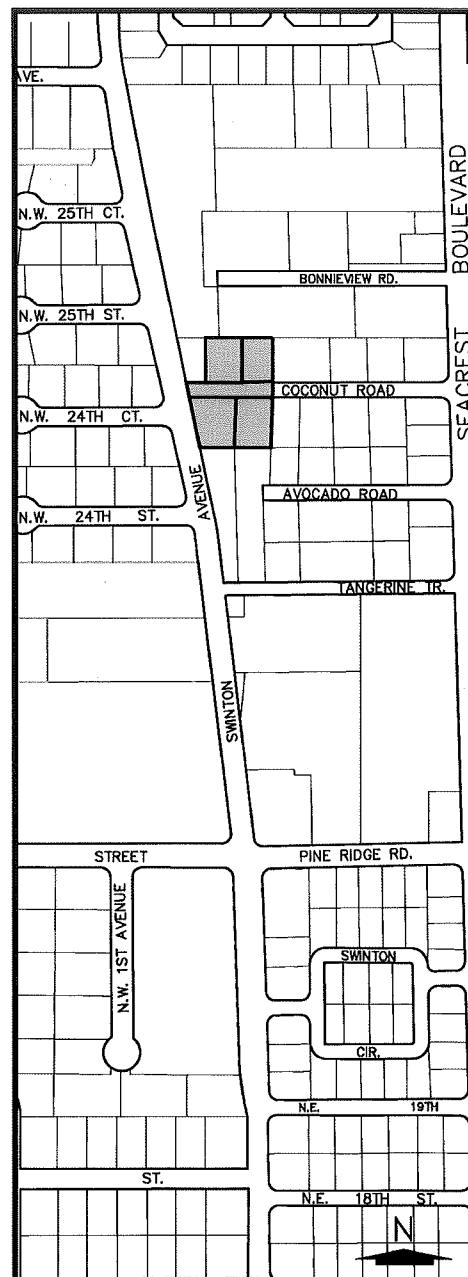 AVE.
BOULEVARD
N.W. 25TH CT.
BONNIEVIEW RD.
N.W. 25TH ST.
SEACREST
COCONUT ROAD
N.W. 24TH CT.
AVENUE
AVOCADO ROAD
N.W. 24TH ST.
TANGERINE TR.
SWINTON
STREET
PINE RIDGE RD.
N.W. 1ST AVENUE
SWINTON
CIR.
N.E. 19TH
ST.
N.E. 18TH ST.
N